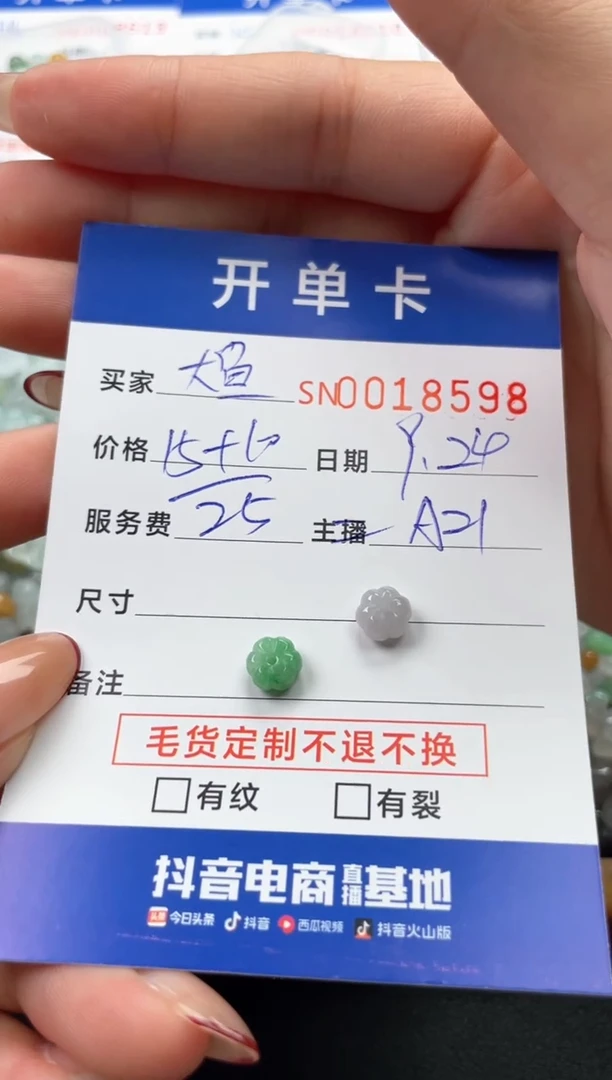 开单卡
买家 大 SN0018598
价格 15+10 日期 9.24
服务费 25 主播 A21
尺寸
备注
毛货定制不退不换
有纹 有裂
抖音电商直播基地
头条 今日头条 抖音 西瓜视频 抖音火山版